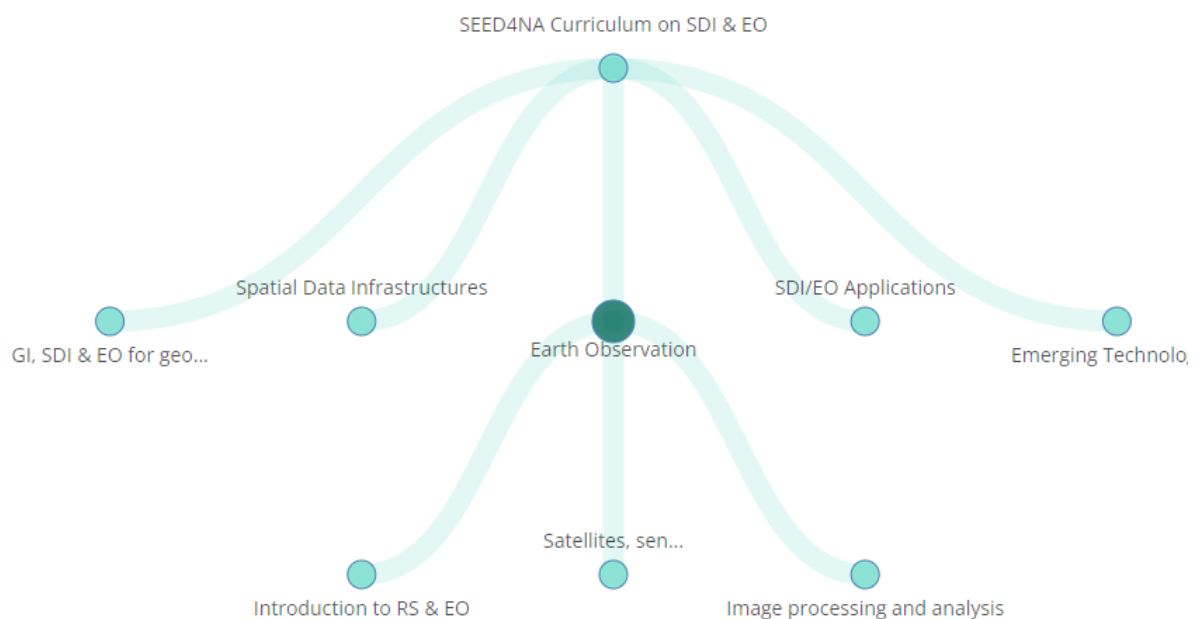 SEED4NA Curriculum on SDI & EO
Spatial Data Infrastructures
SDI/EO Applications
GI, SDI & EO for geo...
Earth Observation
Emerging Technolog
Satellites, sen...
Introduction to RS & EO
Image processing and analysis